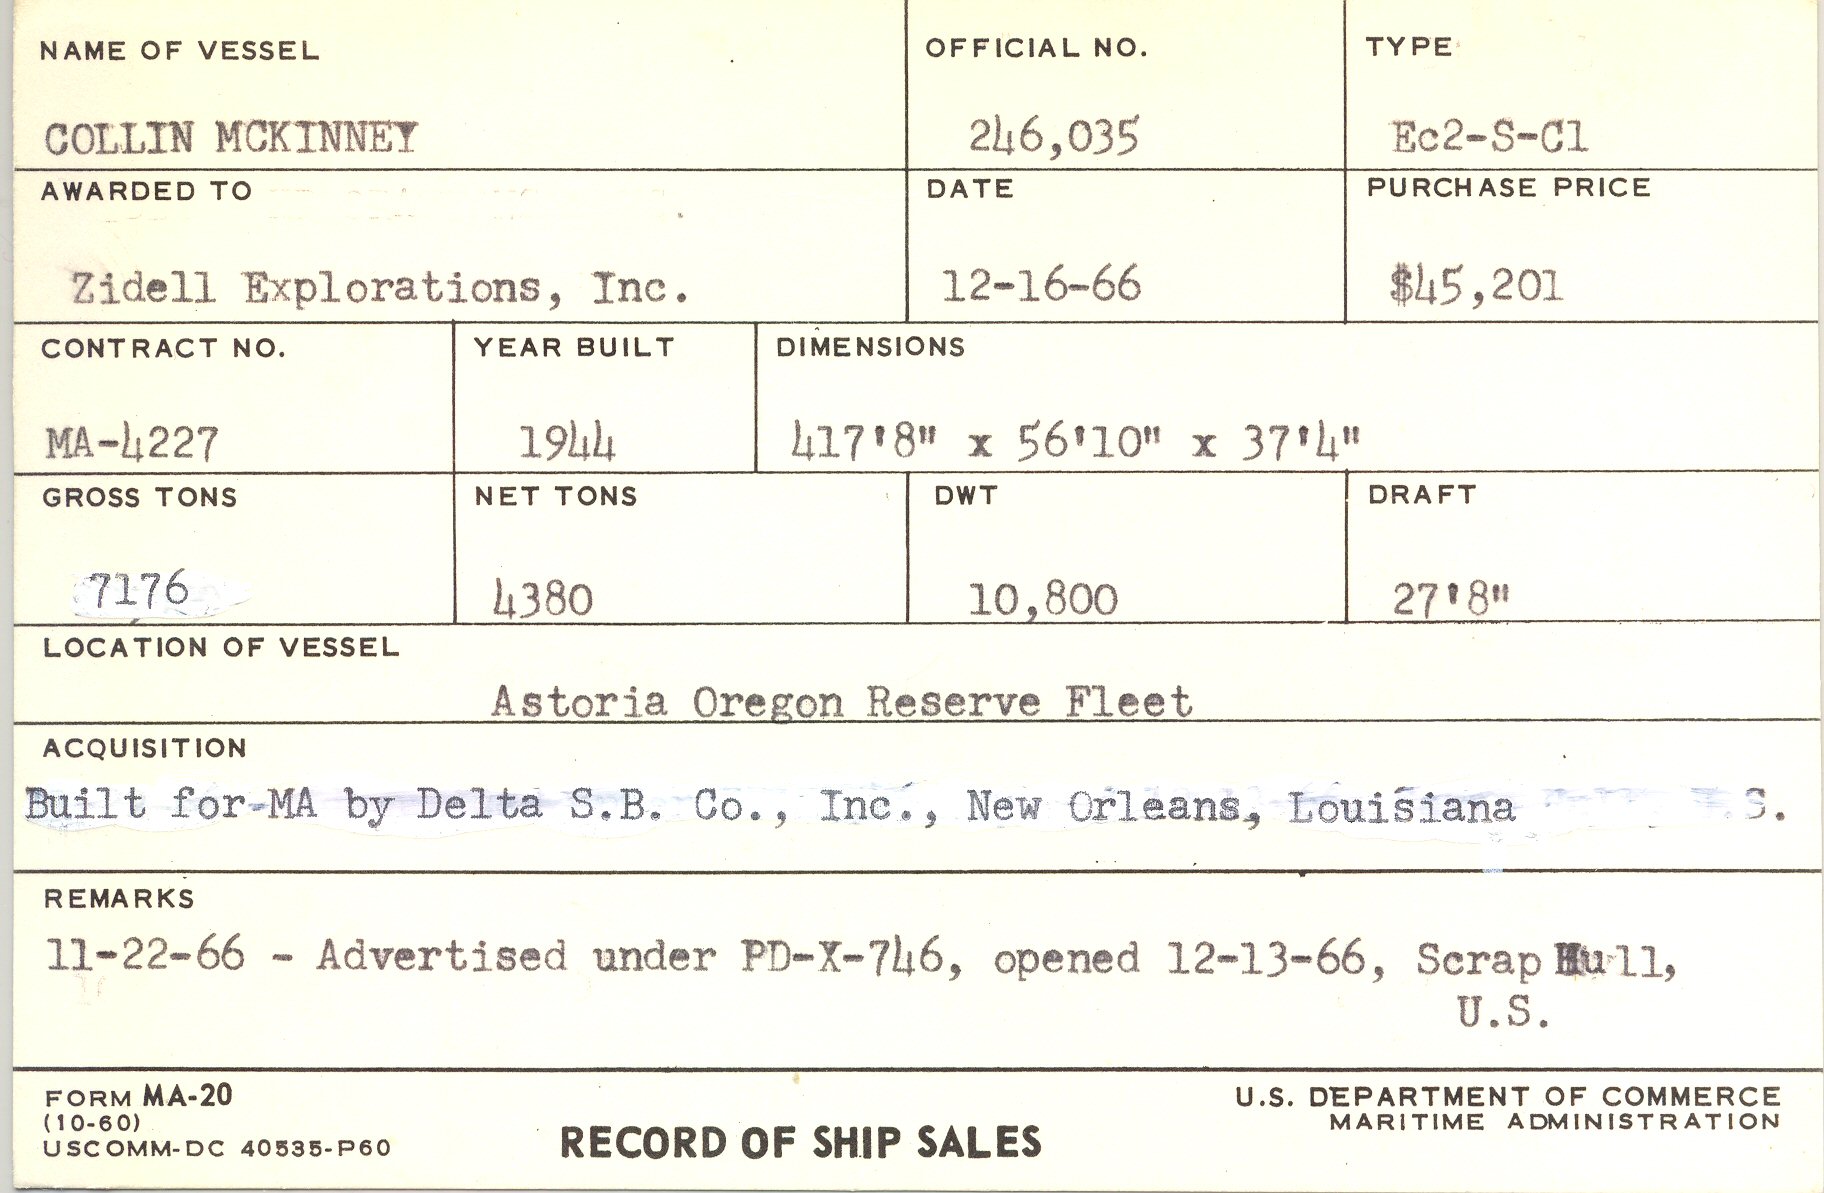 NAME OF VESSEL OFFICIAL NO. TYPE
COLLIN MCKINNEY 246,035 Ec2-S-C1
AWARDED TO DATE PURCHASE PRICE
Zidell Explorations, Inc. 12-16-66 $45,201
CONTRACT NO. YEAR BUILT DIMENSIONS
MA-4227 1944 417'8" x 56'10" x 37'4"
GROSS TONS NET TONS DWT DRAFT
7176 4380 10,800 27'8"
LOCATION OF VESSEL
Astoria Oregon Reserve Fleet
ACQUISITION
Built for-MA by Delta S.B. Co., Inc., New Orleans, Louisiana S.
REMARKS
11-22-66 - Advertised under PD-X-746, opened 12-13-66, Scrap Hull,
U.S.
FORM MA-20 U.S. DEPARTMENT OF COMMERCE
(10-60) MARITIME ADMINISTRATION
USCOMM-DC 40535-P60 RECORD OF SHIP SALES